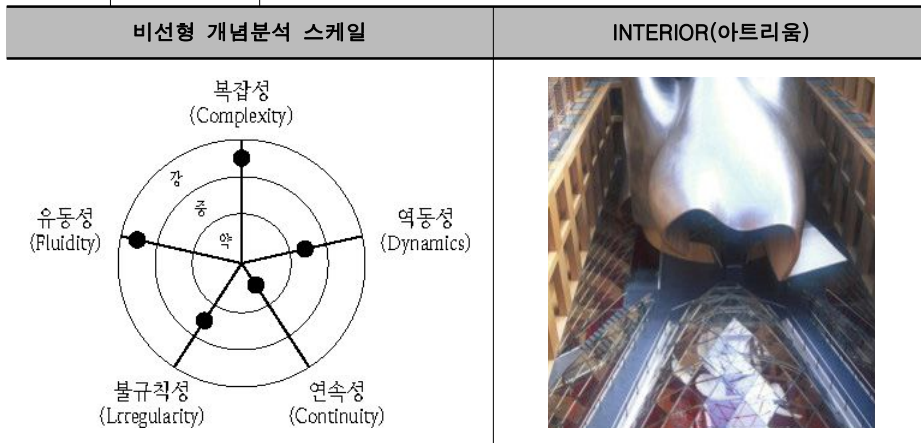 비선형 개념분석 스케일
INTERIOR(아트리움)
복잡성
(Complexity)
강
중
약
유동성
(Fluidity)
역동성
(Dynamics)
불규칙성
(Lrregularity)
연속성
(Continuity)